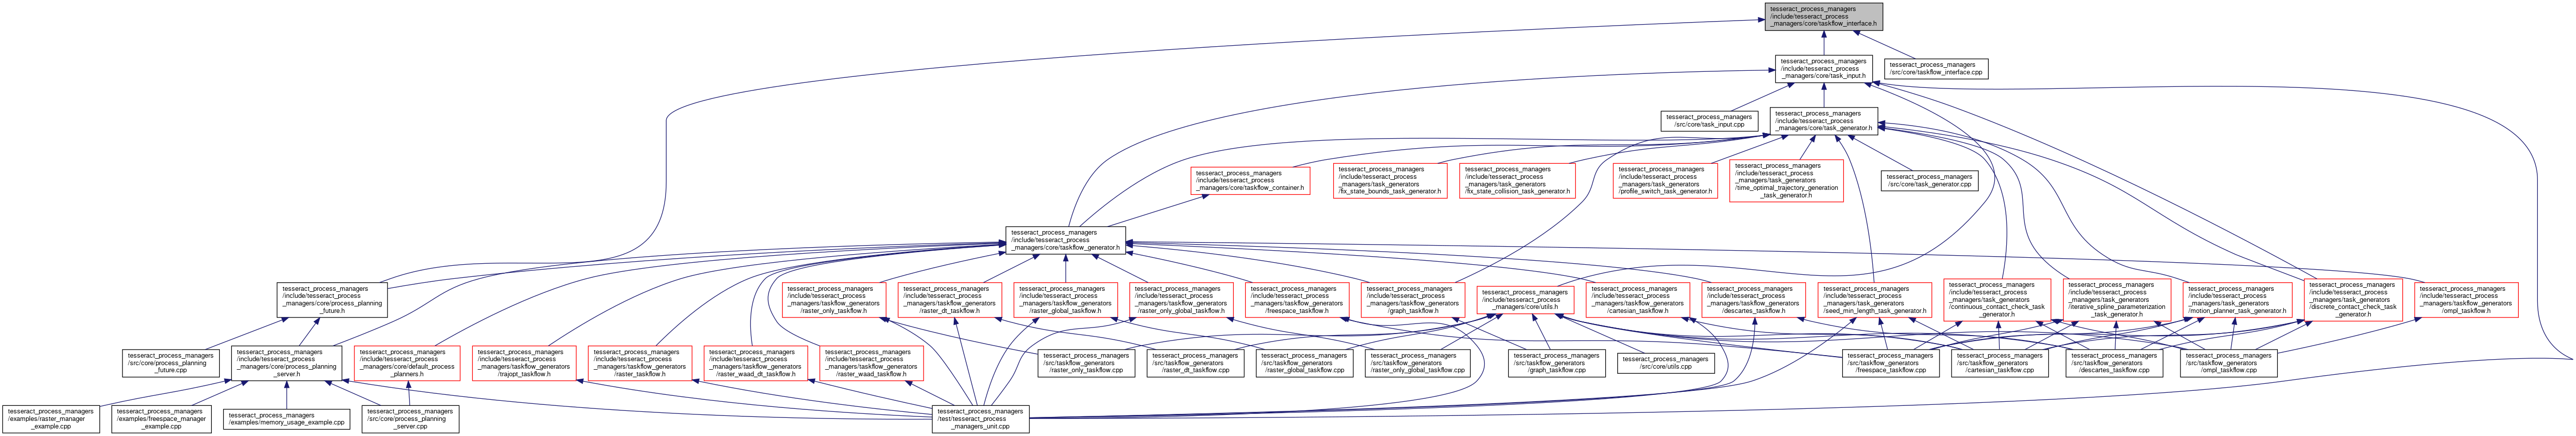 tesseract_process_managers
/include/tesseract_process
_managers/core/taskflow_interface.h
tesseract_process_managers
/include/tesseract_process
_managers/core/task_input.h
tesseract_process_managers
/src/core/taskflow_interface.cpp
tesseract_process_managers
/src/core/task_input.cpp
tesseract_process_managers
/include/tesseract_process
_managers/core/task_generator.h
tesseract_process_managers
/include/tesseract_process
_managers/core/taskflow_container.h
tesseract_process_managers
/include/tesseract_process
_managers/task_generators
/fix_state_bounds_task_generator.h
tesseract_process_managers
/include/tesseract_process
_managers/task_generators
/fix_state_collision_task_generator.h
tesseract_process_managers
/include/tesseract_process
_managers/task_generators
/profile_switch_task_generator.h
tesseract_process_managers
/include/tesseract_process
_managers/task_generators
/time_optimal_trajectory_generation
_task_generator.h
tesseract_process_managers
/src/core/task_generator.cpp
tesseract_process_managers
/include/tesseract_process
_managers/core/taskflow_generator.h
tesseract_process_managers
/include/tesseract_process
_managers/core/process_planning
_future.h
tesseract_process_managers
/include/tesseract_process
_managers/taskflow_generators
/raster_only_taskflow.h
tesseract_process_managers
/include/tesseract_process
_managers/taskflow_generators
/raster_dt_taskflow.h
tesseract_process_managers
/include/tesseract_process
_managers/taskflow_generators
/raster_global_taskflow.h
tesseract_process_managers
/include/tesseract_process
_managers/taskflow_generators
/raster_only_global_taskflow.h
tesseract_process_managers
/include/tesseract_process
_managers/taskflow_generators
/freespace_taskflow.h
tesseract_process_managers
/include/tesseract_process
_managers/taskflow_generators
/graph_taskflow.h
tesseract_process_managers
/include/tesseract_process
_managers/core/utils.h
tesseract_process_managers
/include/tesseract_process
_managers/taskflow_generators
/cartesian_taskflow.h
tesseract_process_managers
/include/tesseract_process
_managers/taskflow_generators
/descartes_taskflow.h
tesseract_process_managers
/include/tesseract_process
_managers/task_generators
/seed_min_length_task_generator.h
tesseract_process_managers
/include/tesseract_process
_managers/task_generators
/continuous_contact_check_task
_generator.h
tesseract_process_managers
/include/tesseract_process
_managers/task_generators
/iterative_spline_parameterization
_task_generator.h
tesseract_process_managers
/include/tesseract_process
_managers/task_generators
/motion_planner_task_generator.h
tesseract_process_managers
/include/tesseract_process
_managers/task_generators
/discrete_contact_check_task
_generator.h
tesseract_process_managers
/include/tesseract_process
_managers/taskflow_generators
/ompl_taskflow.h
tesseract_process_managers
/src/core/process_planning
_future.cpp
tesseract_process_managers
/include/tesseract_process
_managers/core/process_planning
_server.h
tesseract_process_managers
/include/tesseract_process
_managers/core/default_process
_planners.h
tesseract_process_managers
/include/tesseract_process
_managers/taskflow_generators
/trajopt_taskflow.h
tesseract_process_managers
/include/tesseract_process
_managers/taskflow_generators
/raster_taskflow.h
tesseract_process_managers
/include/tesseract_process
_managers/taskflow_generators
/raster_waad_dt_taskflow.h
tesseract_process_managers
/include/tesseract_process
_managers/taskflow_generators
/raster_waad_taskflow.h
tesseract_process_managers
/src/taskflow_generators
/raster_only_taskflow.cpp
tesseract_process_managers
/src/taskflow_generators
/raster_dt_taskflow.cpp
tesseract_process_managers
/src/taskflow_generators
/raster_global_taskflow.cpp
tesseract_process_managers
/src/taskflow_generators
/raster_only_global_taskflow.cpp
tesseract_process_managers
/src/taskflow_generators
/graph_taskflow.cpp
tesseract_process_managers
/src/core/utils.cpp
tesseract_process_managers
/src/taskflow_generators
/freespace_taskflow.cpp
tesseract_process_managers
/src/taskflow_generators
/cartesian_taskflow.cpp
tesseract_process_managers
/src/taskflow_generators
/descartes_taskflow.cpp
tesseract_process_managers
/src/taskflow_generators
/ompl_taskflow.cpp
tesseract_process_managers
/examples/raster_manager
_example.cpp
tesseract_process_managers
/examples/freespace_manager
_example.cpp
tesseract_process_managers
/examples/memory_usage_example.cpp
tesseract_process_managers
/src/core/process_planning
_server.cpp
tesseract_process_managers
/test/tesseract_process
_managers_unit.cpp